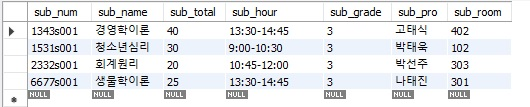 sub_num sub_name sub_total sub_hour sub_grade sub_pro sub_room
1343s001 경영학이론 40 13:30-14:45 3 고태식 402
1531s001 청소년심리 30 9:00-10:30 3 박태욱 102
2332s001 회계원리 20 10:45-12:00 3 박선주 303
6677s001 생물학이론 25 13:30-14:45 3 나태진 301
NULL NULL NULL NULL NULL NULL NULL